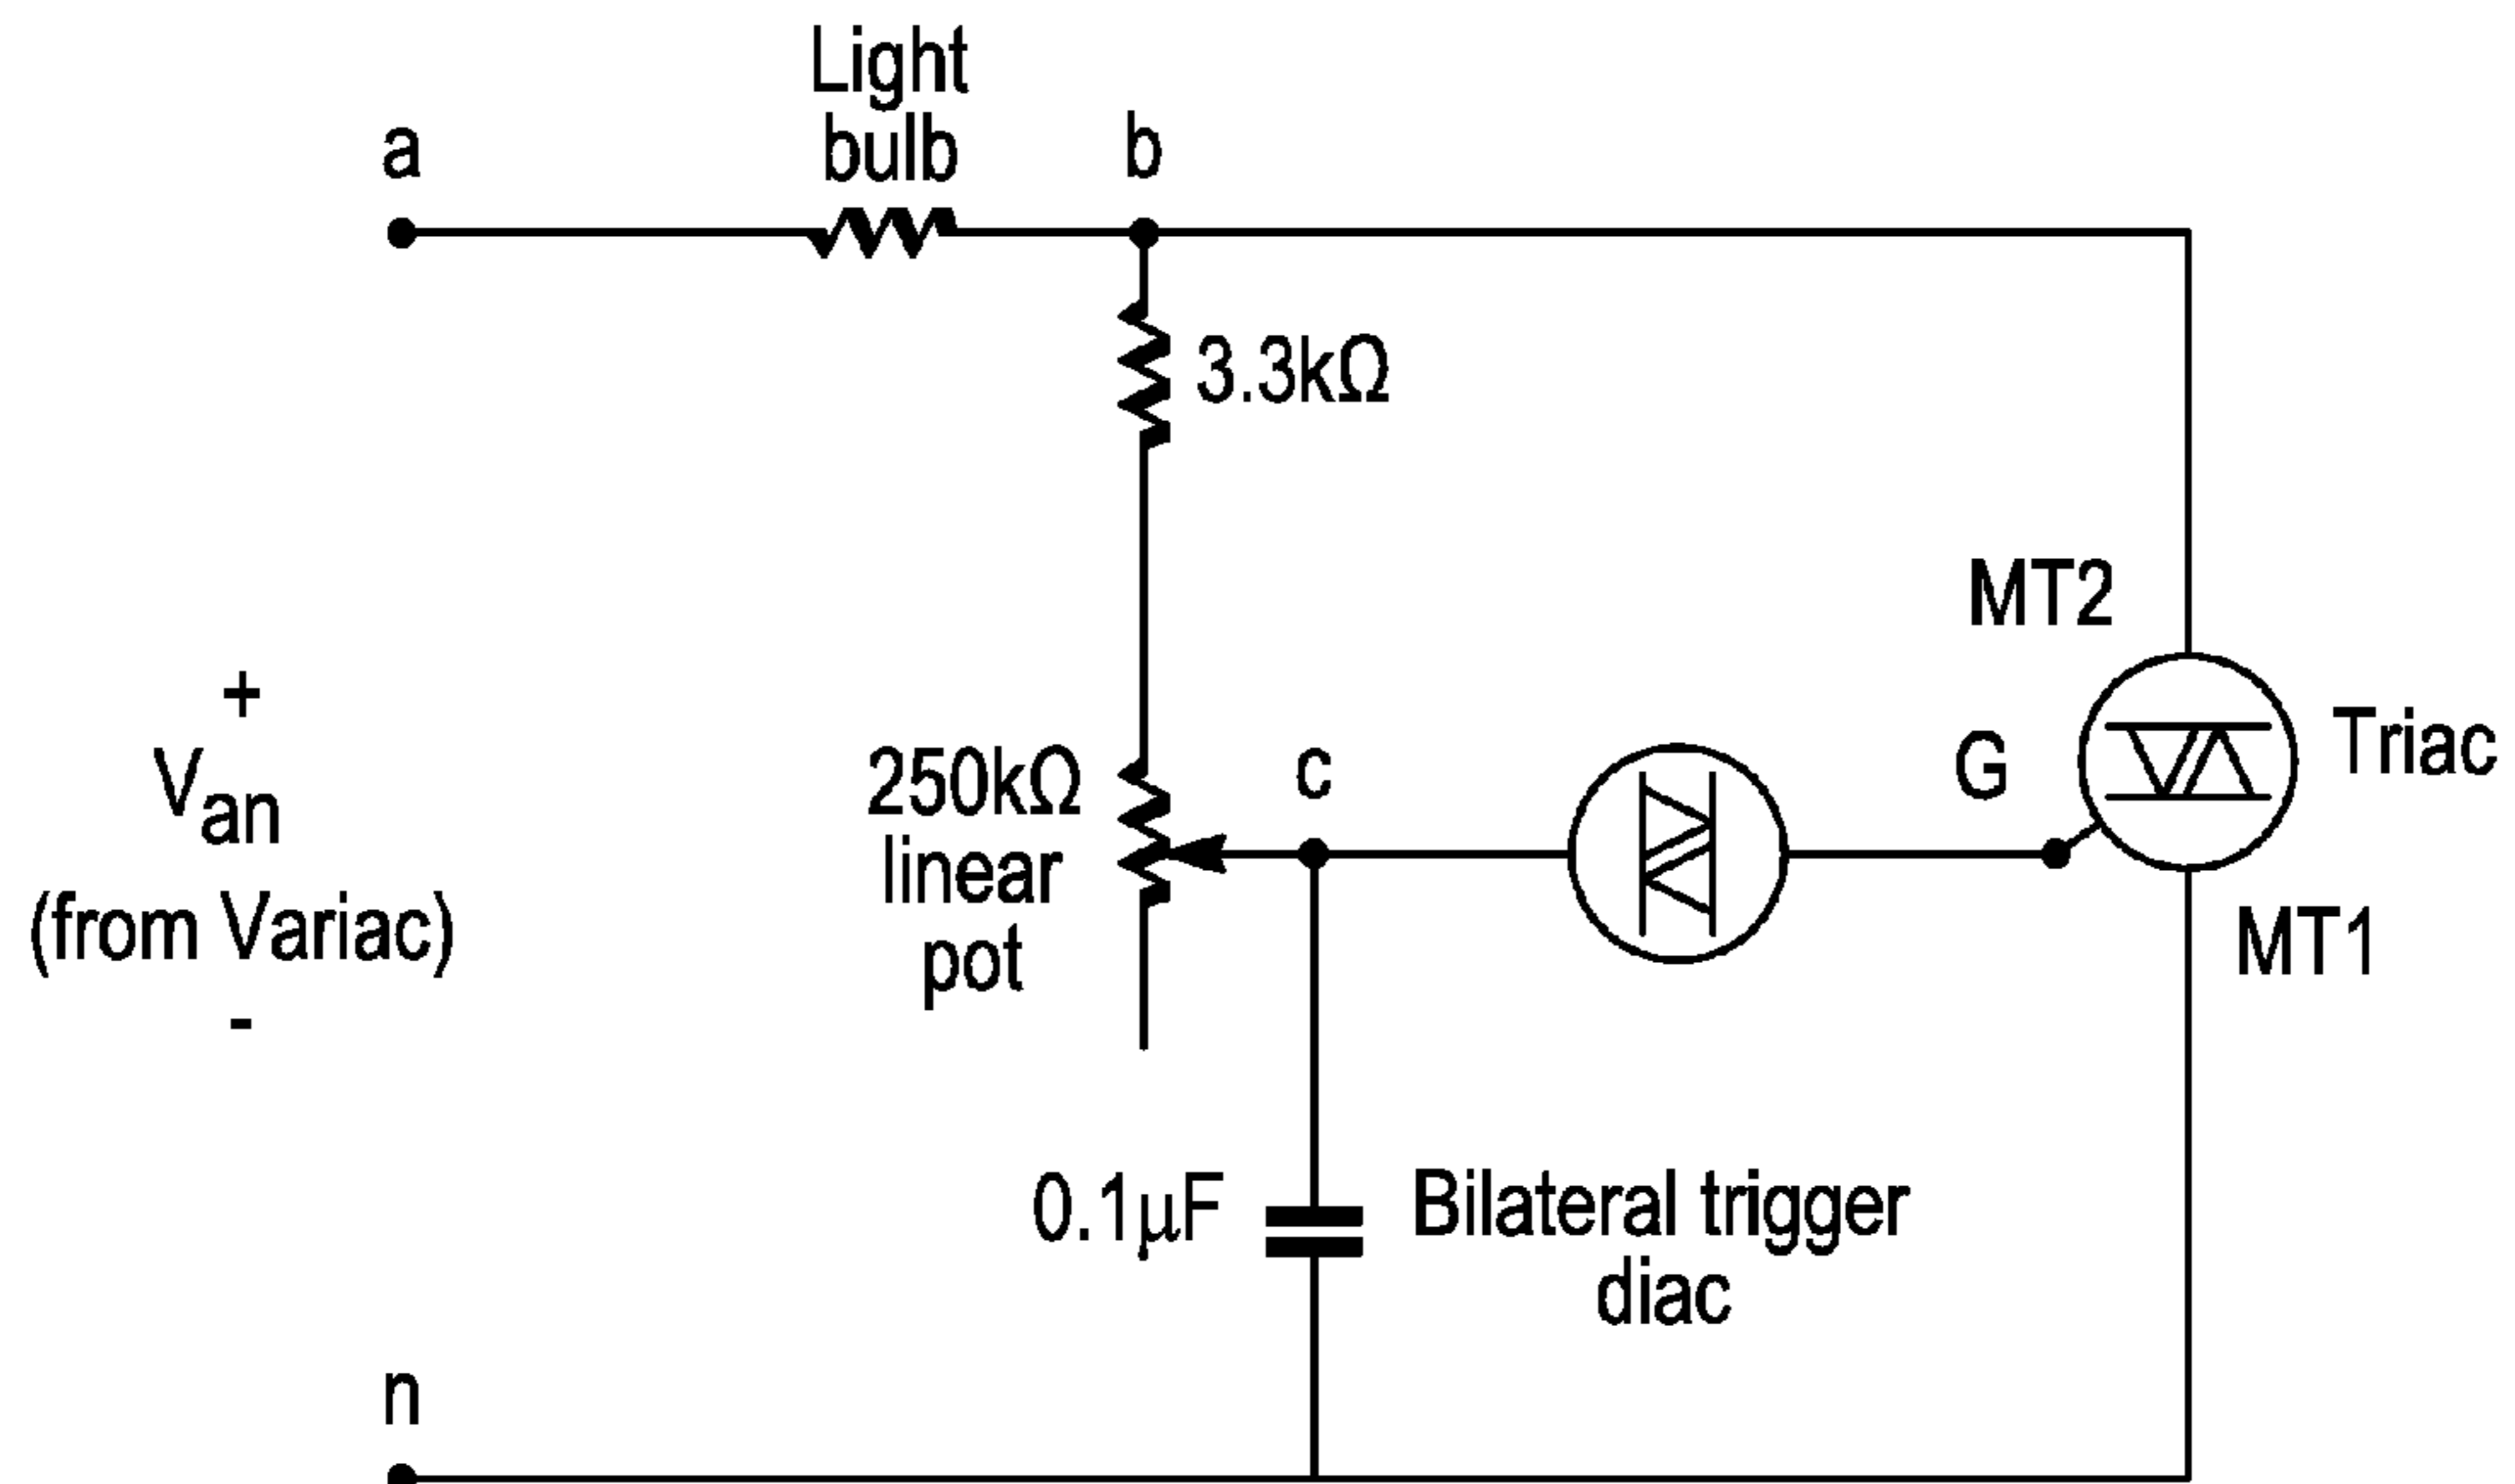 Light
bulb
a
b
3.3kΩ
MT2
+
V
an
(from Variac)
-
250kΩ
linear
pot
c
G
Triac
MT1
0.1μF
Bilateral trigger
diac
n